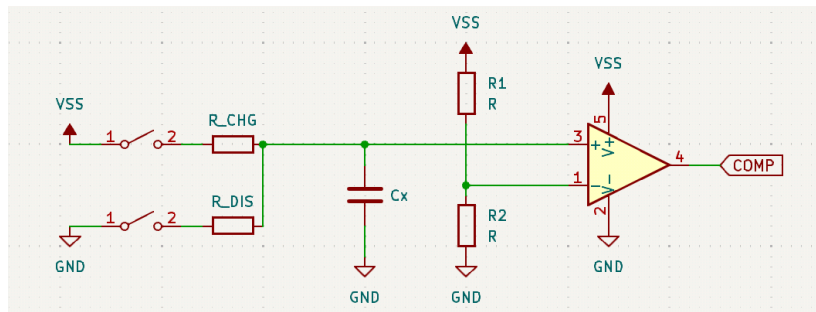 VSS
VSS
R1
R
VSS
VSS
1
2
R_CHG
3
+
V+
5
4
COMP
1
-
V-
2
Cx
R_DIS
1
2
R2
R
GND
GND
GND
GND